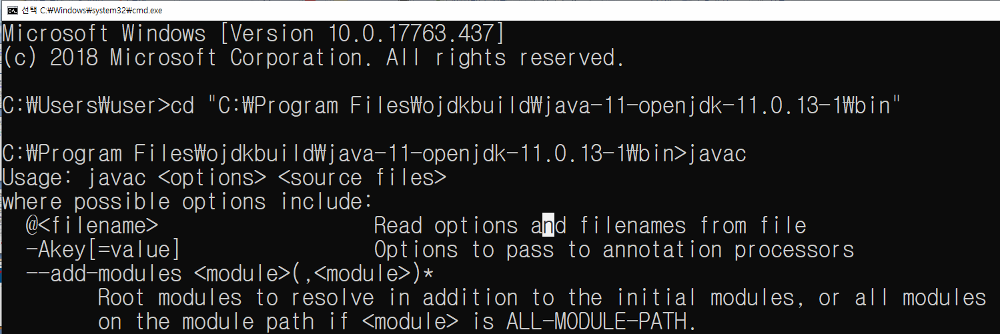 선택 C:₩Windows₩system32₩cmd.exe
Microsoft Windows [Version 10.0.17763.437]
(c) 2018 Microsoft Corporation. All rights reserved.
C:₩Users₩user>cd "C:₩Program Files₩ojdkbuild₩java-11-openjdk-11.0.13-1₩bin"
C:₩Program Files₩ojdkbuild₩java-11-openjdk-11.0.13-1₩bin>javac
Usage: javac <options> <source files>
where possible options include:
  @<filename>                  Read options and filenames from file
  -Akey[=value]                Options to pass to annotation processors
  --add-modules <module>(,<module>)*
        Root modules to resolve in addition to the initial modules, or all modules
        on the module path if <module> is ALL-MODULE-PATH.